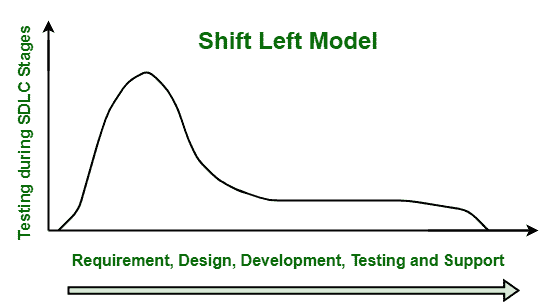 Shift Left Model
Testing during SDLC Stages
Requirement, Design, Development, Testing and Support